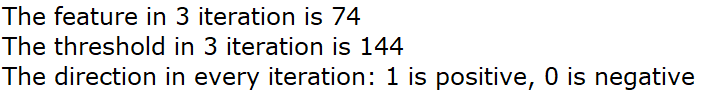 The feature in 3 iteration is 74
The threshold in 3 iteration is 144
The direction in every iteration: 1 is positive, 0 is negative